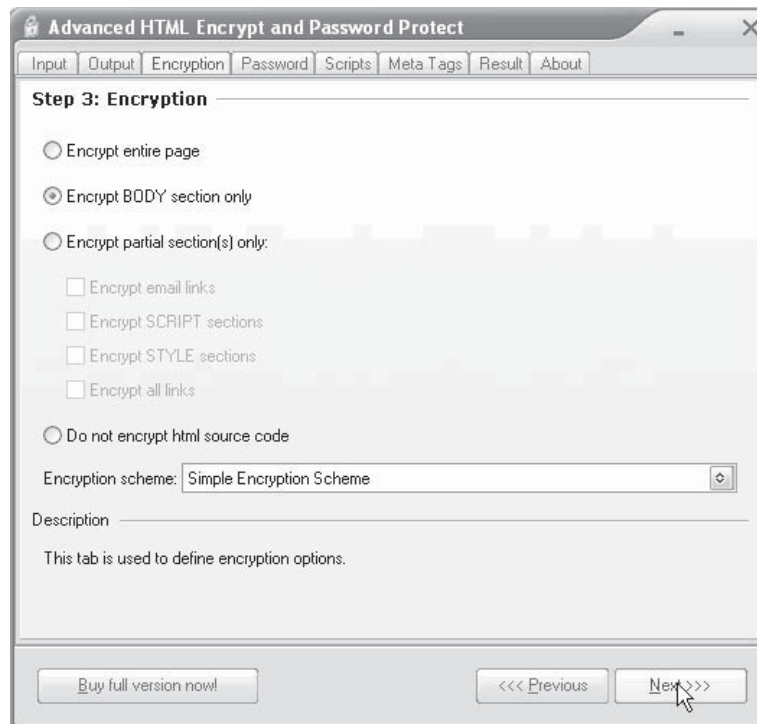 Advanced HTML Encrypt and Password Protect
Input Output Encryption Password Scripts Meta Tags Result About
Step 3: Encryption
Encrypt entire page
Encrypt BODY section only
Encrypt partial section(s) only:
Encrypt email links
Encrypt SCRIPT sections
Encrypt STYLE sections
Encrypt all links
Do not encrypt html source code
Encryption scheme: Simple Encryption Scheme
Description
This tab is used to define encryption options.
Buy full version now! <<< Previous Next >>>